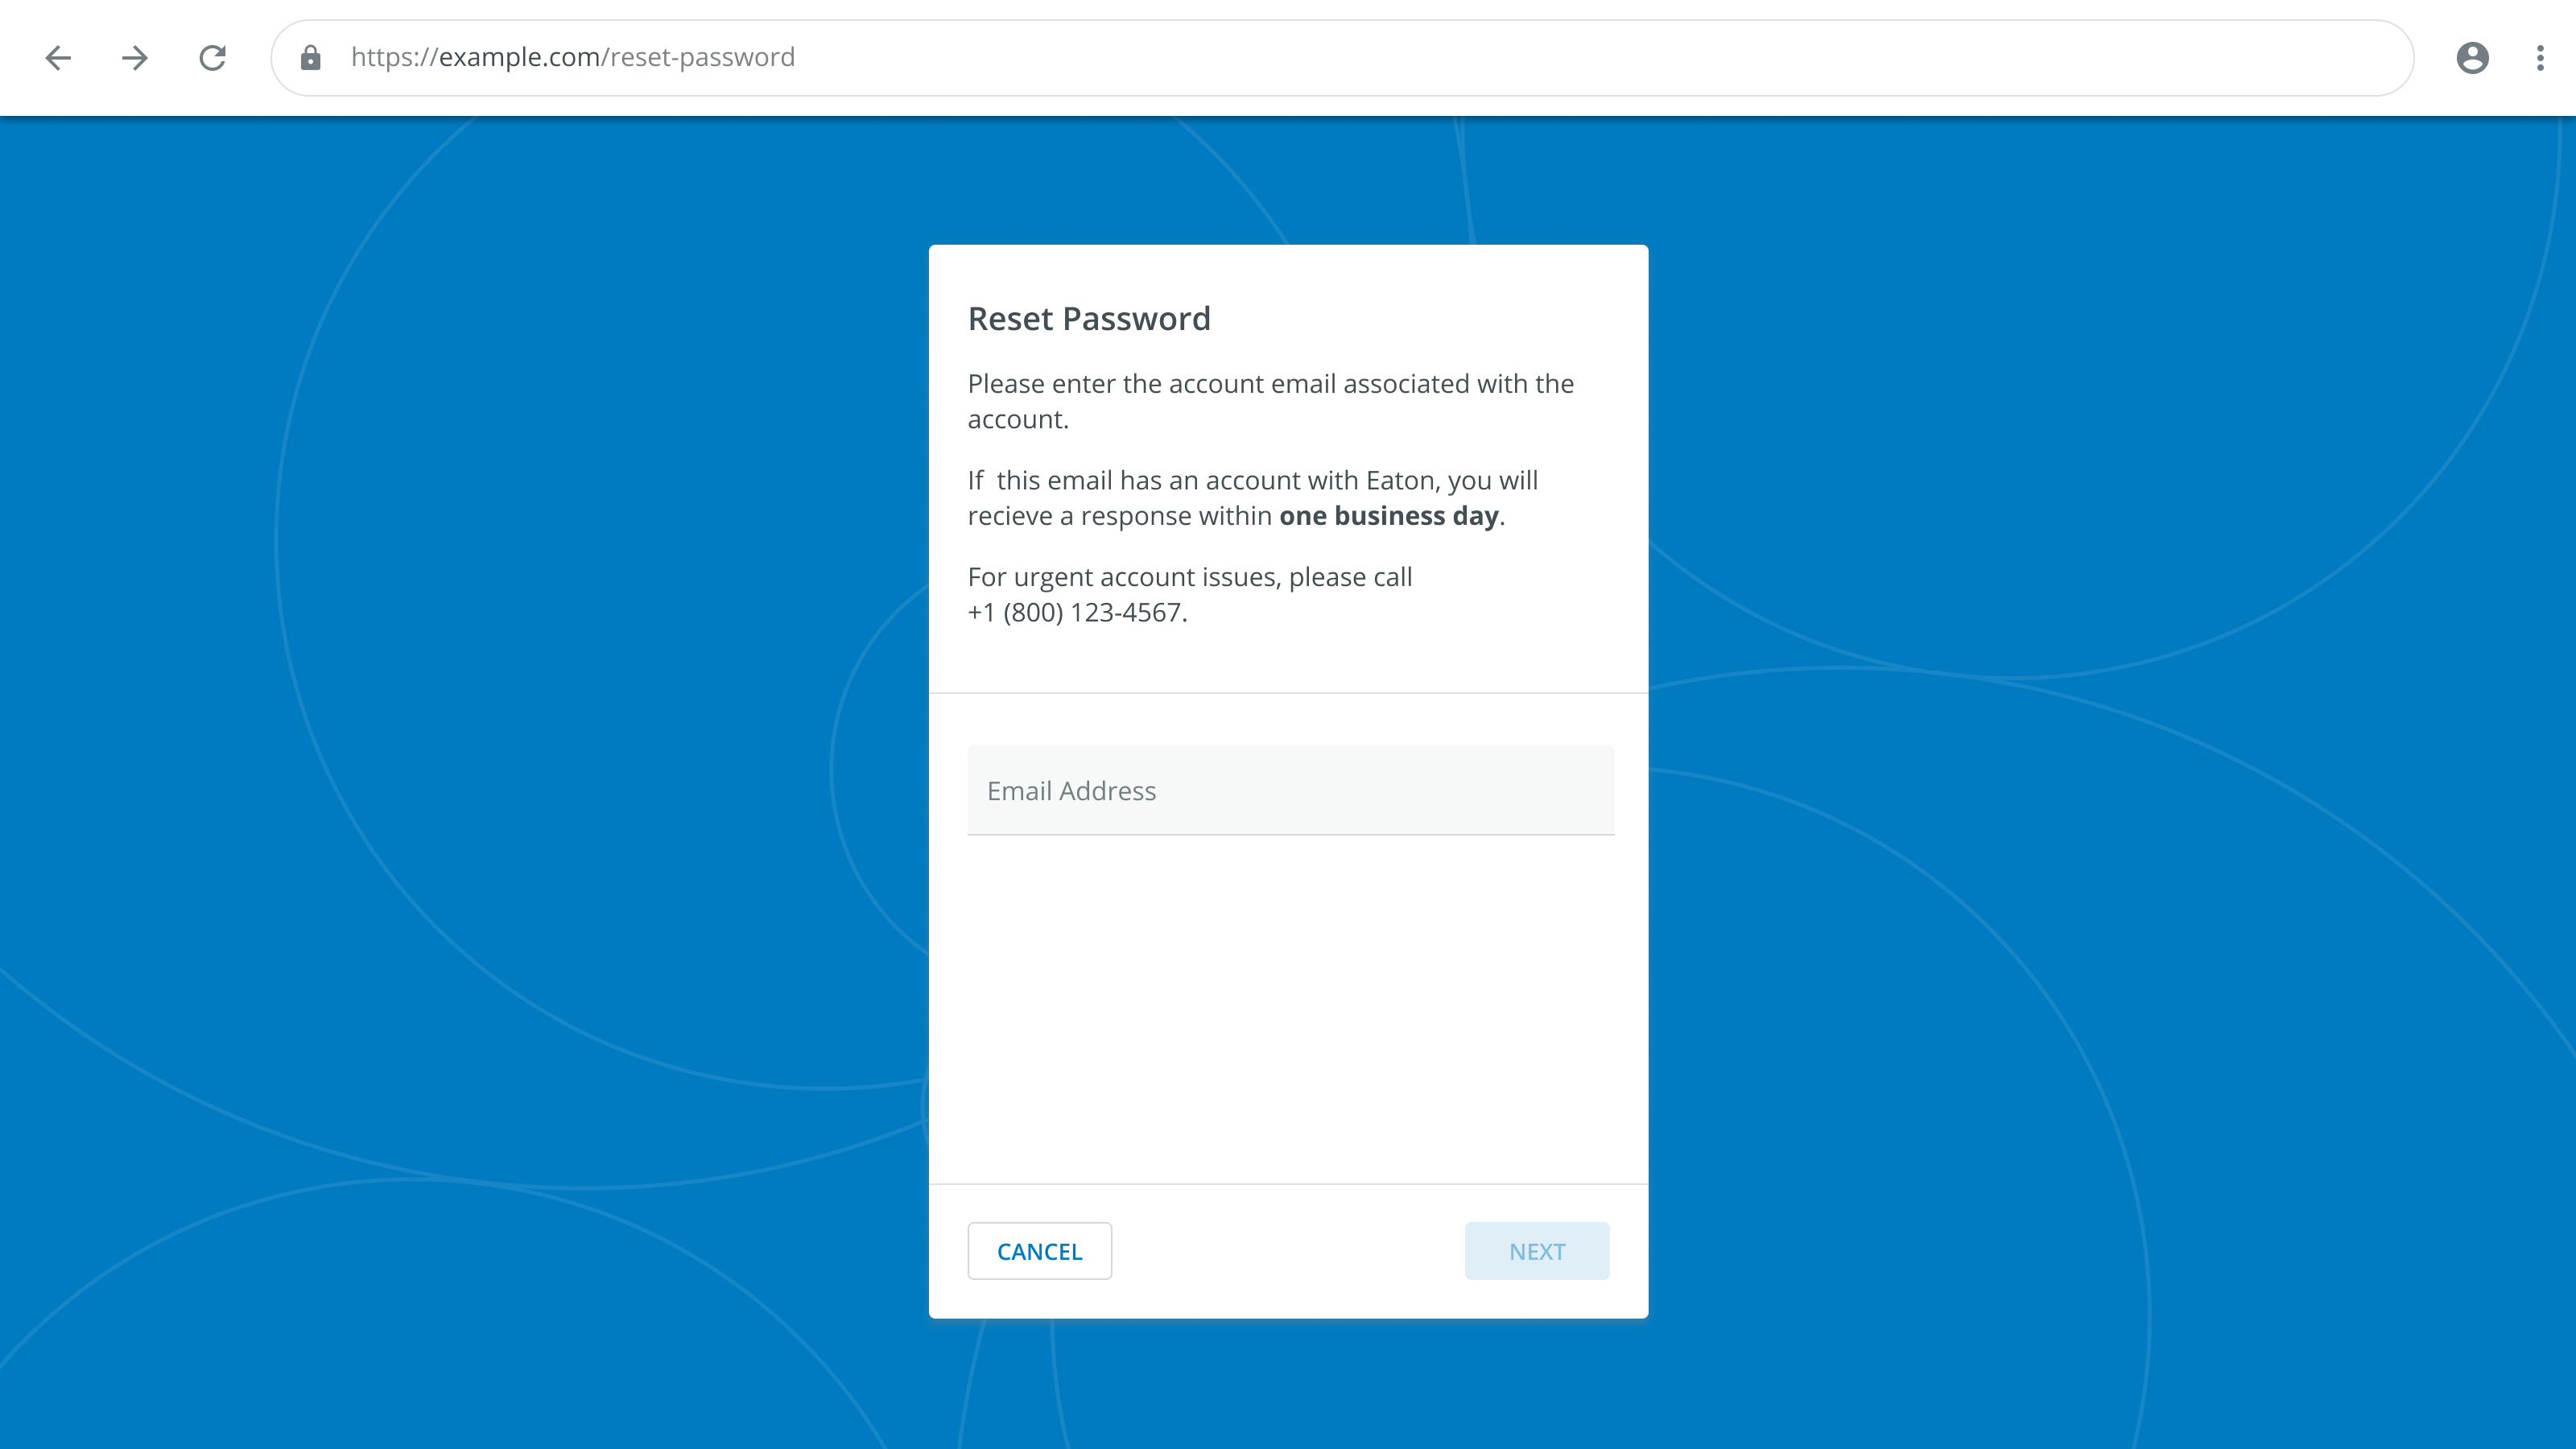 https://example.com/reset-password
Reset Password
Please enter the account email associated with the
account.
If  this email has an account with Eaton, you will
recieve a response within one business day.
For urgent account issues, please call
+1 (800) 123-4567.
Email Address
CANCEL
NEXT